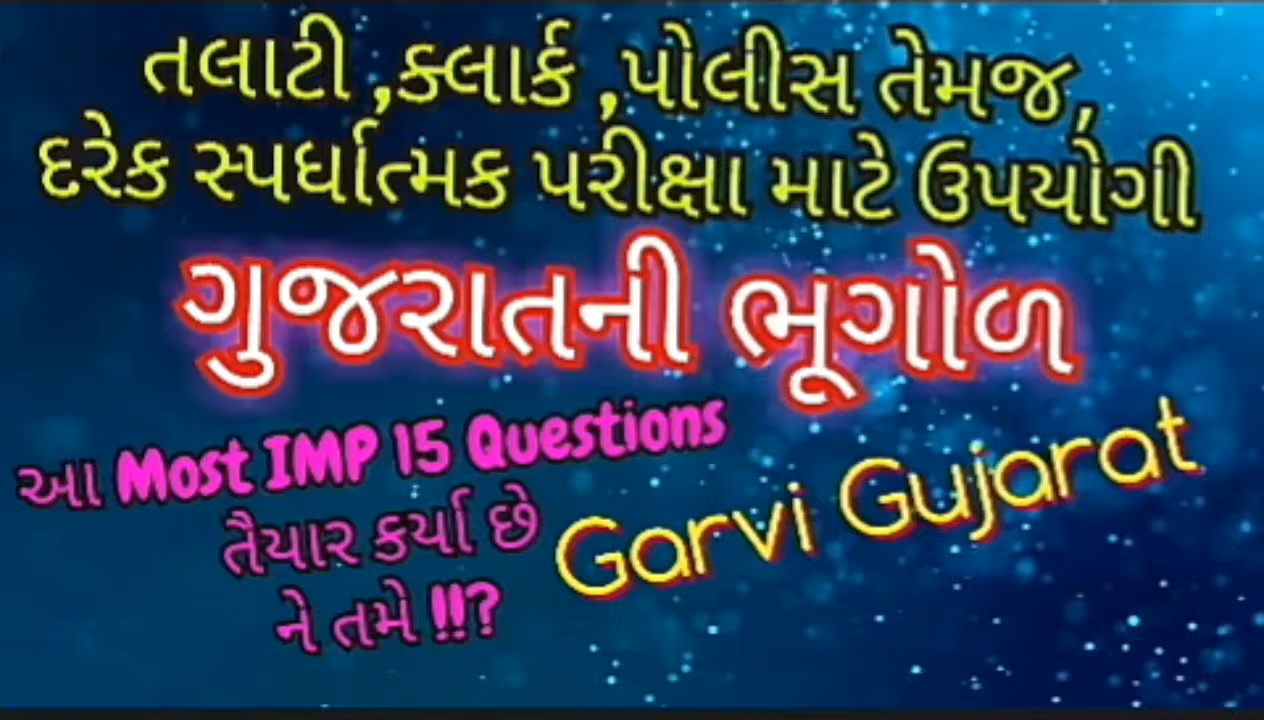 તલાટી ,ક્લાર્ક ,પોલીસ તેમજ,
દરેક સ્પર્ધાત્મક પરીક્ષા માટે ઉપયોગી
ગુજરાતની ભૂગોળ
આ Most IMP 15 Questions
તૈયાર કર્યા છે
ને તમે !!?
Garvi Gujarat